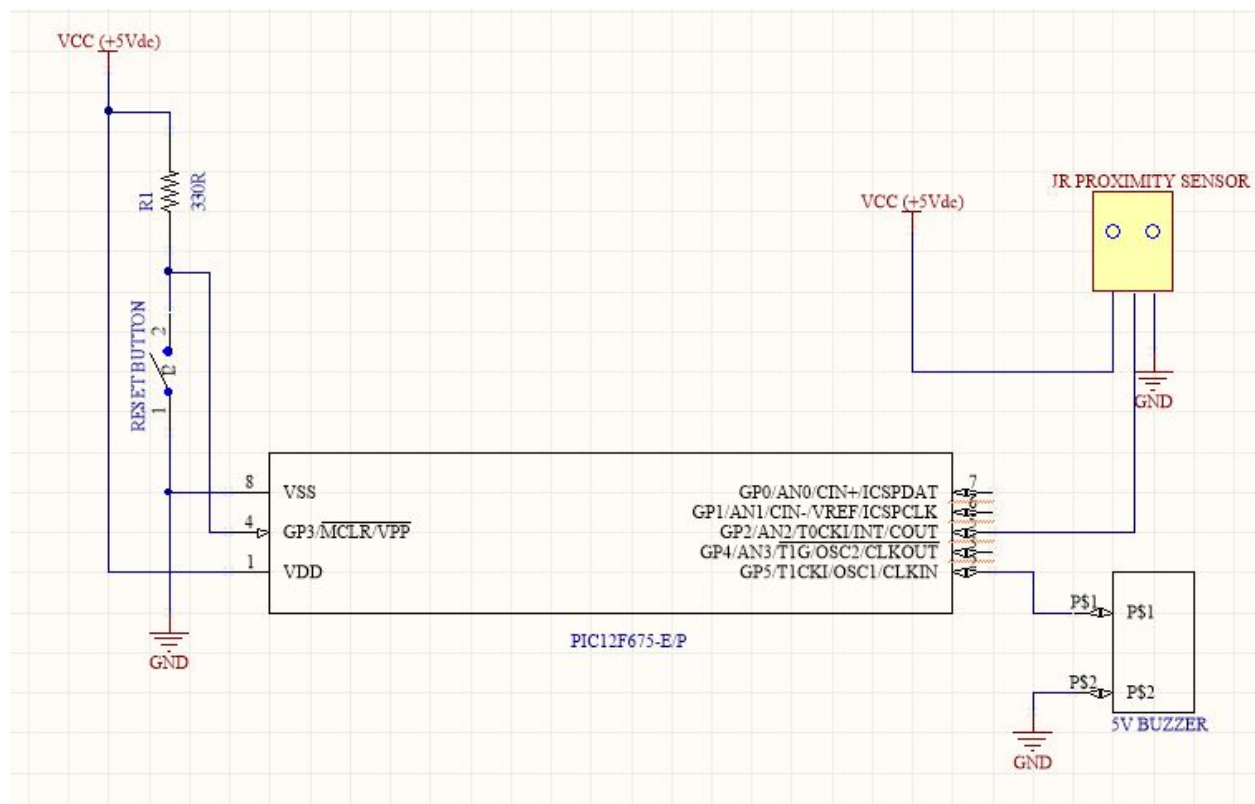 VCC (+5Vdc)
R1
330R
VCC (+5Vdc)
IR PROXIMITY SENSOR
GND
RESET BUTTON
2
1
8
VSS
4
GP3/MCLR/VPP
1
VDD
GP0/AN0/CIN+/ICSPDAT
7
GP1/AN1/CIN-/VREF/ICSPCLK
6
GP2/AN2/T0CKI/INT/COUT
GP4/AN3/T1G/OSC2/CLKOUT
GP5/T1CKI/OSC1/CLKIN
PIC12F675-E/P
GND
P$1
P$1
P$2
P$2
5V BUZZER
GND